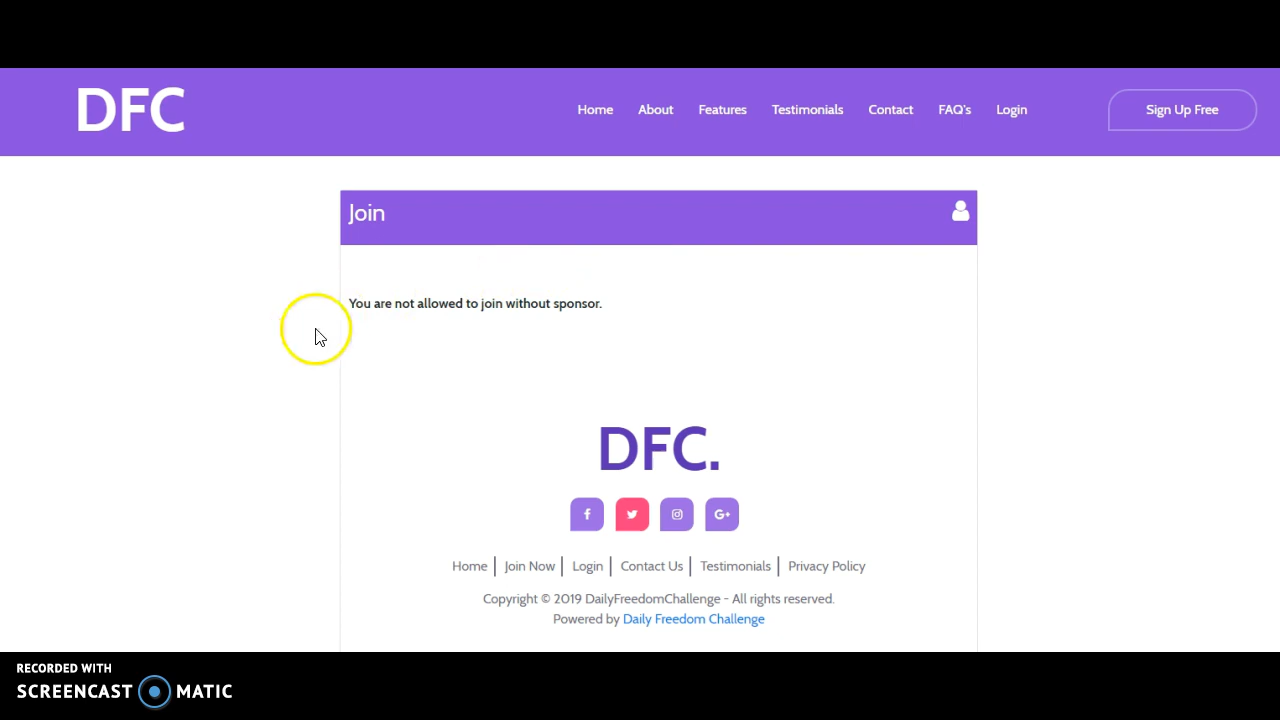 DFC
Home About Features Testimonials Contact FAQ's Login Sign Up Free
Join
You are not allowed to join without sponsor.
DFC.
f G+
Home | Join Now | Login | Contact Us | Testimonials | Privacy Policy
Copyright © 2019 DailyFreedomChallenge - All rights reserved.
Powered by Daily Freedom Challenge
RECORDED WITH
SCREENCAST MATIC